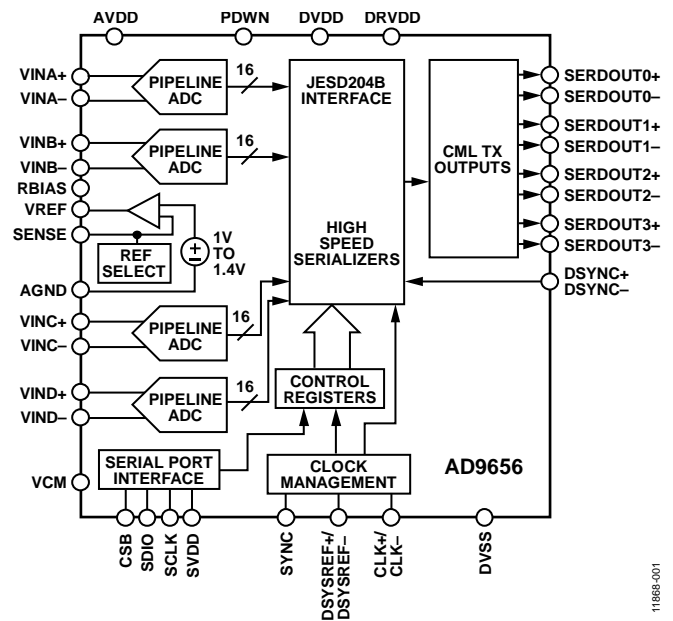 AVDD
PDWN
DVDD
DRVDD
VINA+
VINA–
PIPELINE
ADC
16
VINB+
VINB–
PIPELINE
ADC
16
RBIAS
VREF
SENSE
REF
SELECT
1V
TO
1.4V
AGND
VINC+
VINC–
PIPELINE
ADC
16
VIND+
VIND–
PIPELINE
ADC
16
JESD204B
INTERFACE
HIGH
SPEED
SERIALIZERS
CML TX
OUTPUTS
SERDOUT0+
SERDOUT0–
SERDOUT1+
SERDOUT1–
SERDOUT2+
SERDOUT2–
SERDOUT3+
SERDOUT3–
DSYNC+
DSYNC–
CONTROL
REGISTERS
VCM
SERIAL PORT
INTERFACE
CLOCK
MANAGEMENT
AD9656
CSB
SDIO
SCLK
SVDD
SYNC
DSYSREF+/
DSYSREF–
CLK+/
CLK–
DVSS
11868-001